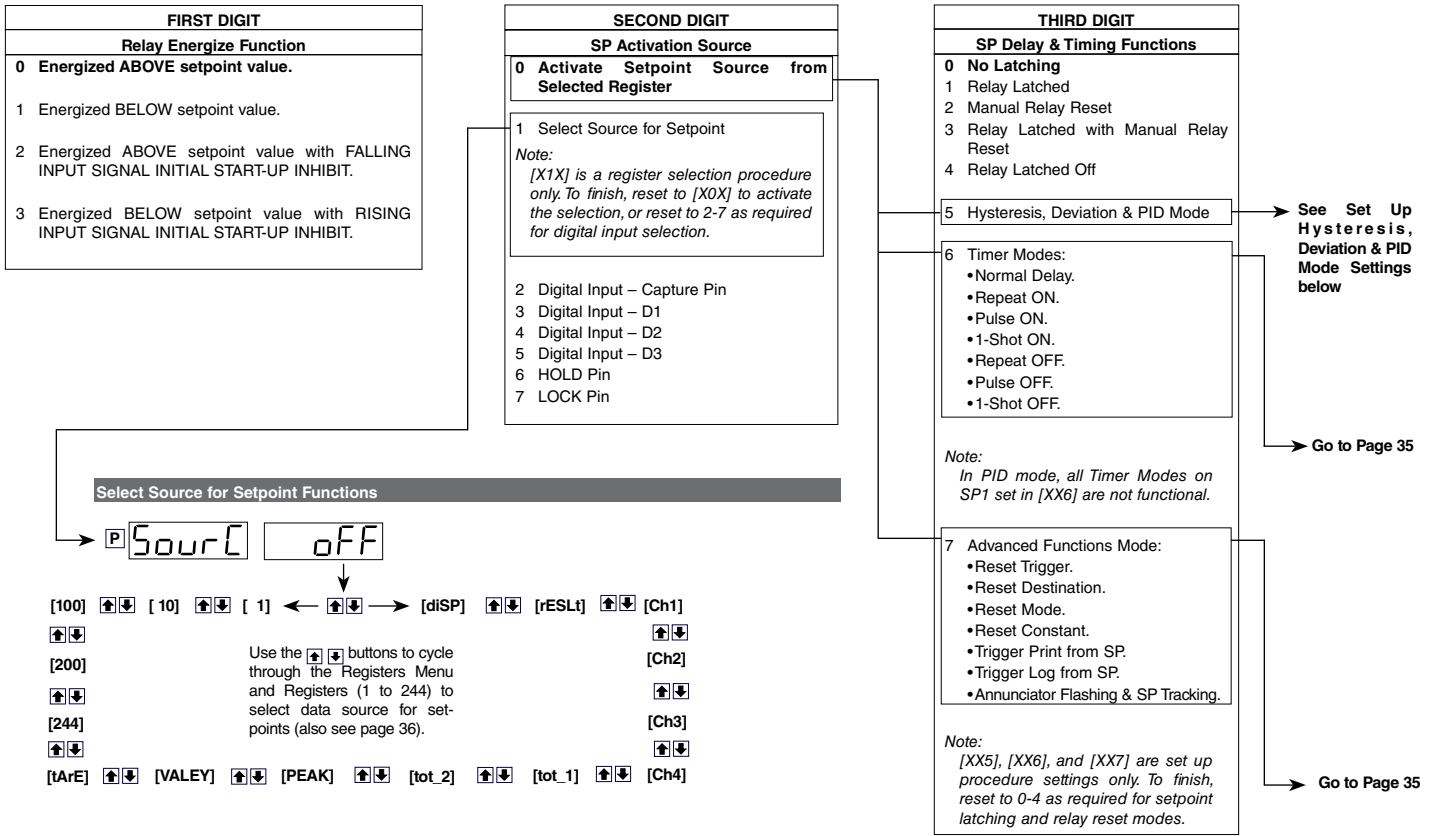 FIRST DIGIT
Relay Energize Function
0 Energized ABOVE setpoint value.
1 Energized BELOW setpoint value.
2 Energized ABOVE setpoint value with FALLING
INPUT SIGNAL INITIAL START-UP INHIBIT.
3 Energized BELOW setpoint value with RISING
INPUT SIGNAL INITIAL START-UP INHIBIT.
SECOND DIGIT
SP Activation Source
0 Activate Setpoint Source from
Selected Register
1 Select Source for Setpoint
Note:
[X1X] is a register selection procedure
only. To finish, reset to [X0X] to activate
the selection, or reset to 2-7 as required
for digital input selection.
2 Digital Input – Capture Pin
3 Digital Input – D1
4 Digital Input – D2
5 Digital Input – D3
6 HOLD Pin
7 LOCK Pin
THIRD DIGIT
SP Delay & Timing Functions
0 No Latching
1 Relay Latched
2 Manual Relay Reset
3 Relay Latched with Manual Relay
Reset
4 Relay Latched Off
5 Hysteresis, Deviation & PID Mode
See Set Up
Hysteresis,
Deviation & PID
Mode Settings
below
6 Timer Modes:
•Normal Delay.
•Repeat ON.
•Pulse ON.
•1-Shot ON.
•Repeat OFF.
•Pulse OFF.
•1-Shot OFF.
Go to Page 35
Note:
In PID mode, all Timer Modes on
SP1 set in [XX6] are not functional.
7 Advanced Functions Mode:
•Reset Trigger.
•Reset Destination.
•Reset Mode.
•Reset Constant.
•Trigger Print from SP.
•Trigger Log from SP.
•Annunciator Flashing & SP Tracking.
Go to Page 35
Note:
[XX5], [XX6], and [XX7] are set up
procedure settings only. To finish,
reset to 0-4 as required for setpoint
latching and relay reset modes.
Select Source for Setpoint Functions
P SourC oFF
[100] [ 10] [ 1] [diSP] [rESLt] [Ch1]
[200] [Ch2]
[244] [Ch3]
Use the buttons to cycle
through the Registers Menu
and Registers (1 to 244) to
select data source for set-
points (also see page 36).
[tArE] [VALEY] [PEAK] [tot_2] [tot_1] [Ch4]